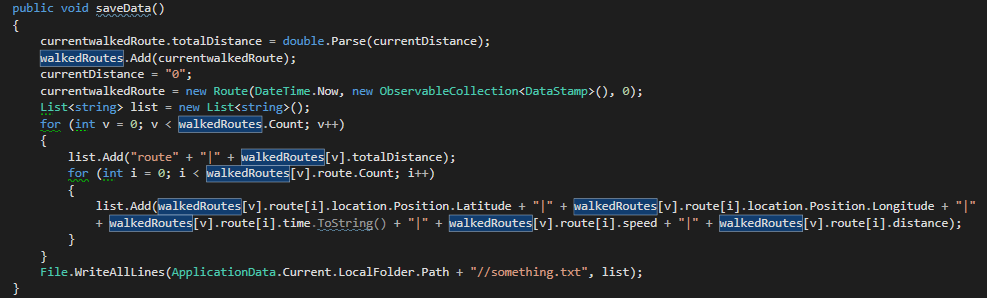 public void saveData()
{
currentwalkedRoute.totalDistance = double.Parse(currentDistance);
walkedRoutes.Add(currentwalkedRoute);
currentDistance = "0";
currentwalkedRoute = new Route(DateTime.Now, new ObservableCollection<DataStamp>(), 0);
List<string> list = new List<string>();
for (int v = 0; v < walkedRoutes.Count; v++)
{
list.Add("route" + "|" + walkedRoutes[v].totalDistance);
for (int i = 0; i < walkedRoutes[v].route.Count; i++)
{
list.Add(walkedRoutes[v].route[i].location.Position.Latitude + "|" + walkedRoutes[v].route[i].location.Position.Longitude + "|"
+ walkedRoutes[v].route[i].time.ToString() + "|" + walkedRoutes[v].route[i].speed + "|" + walkedRoutes[v].route[i].distance);
}
}
File.WriteAllLines(ApplicationData.Current.LocalFolder.Path + "//something.txt", list);
}